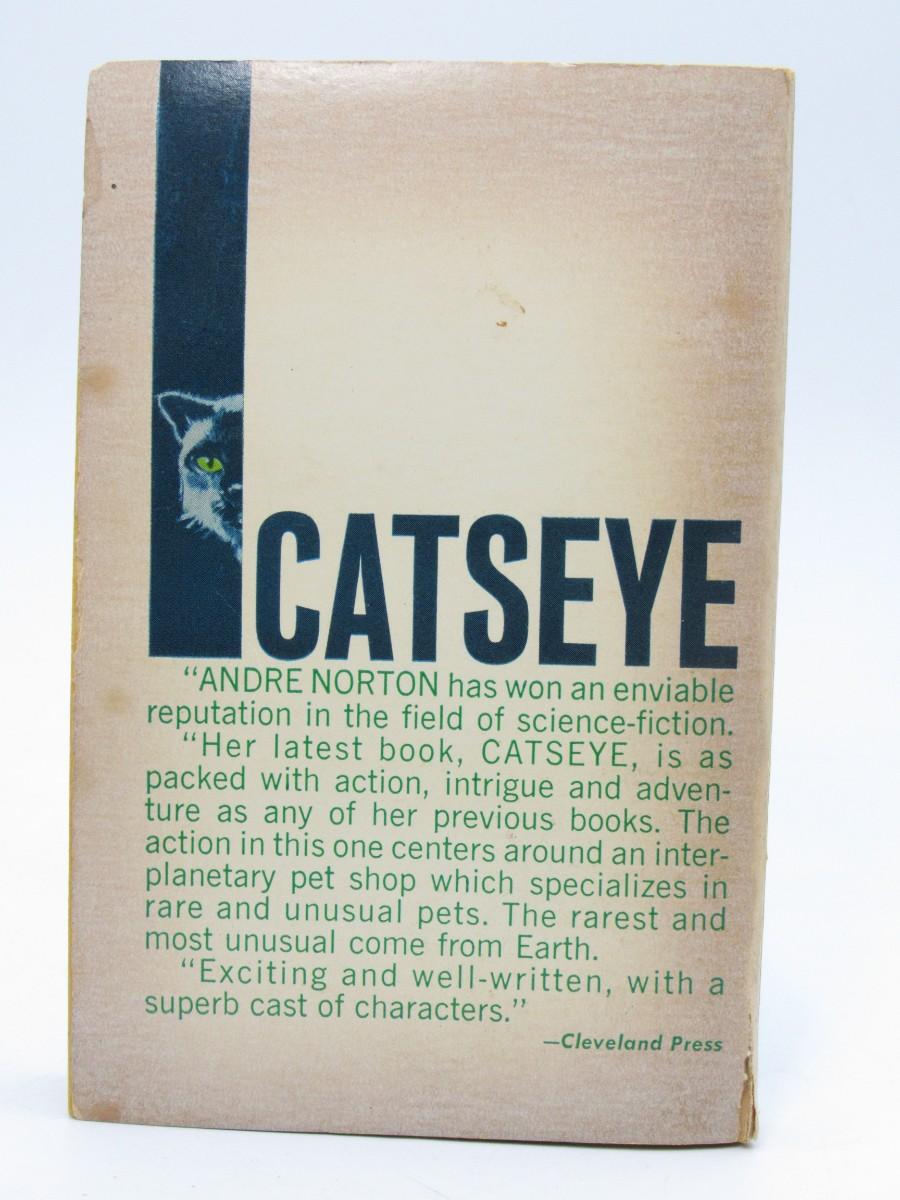 CATSEYE
“ANDRE NORTON has won an enviable
reputation in the field of science-fiction.
“Her latest book, CATSEYE, is as
packed with action, intrigue and adven-
ture as any of her previous books. The
action in this one centers around an inter-
planetary pet shop which specializes in
rare and unusual pets. The rarest and
most unusual come from Earth.
“Exciting and well-written, with a
superb cast of characters.”
—Cleveland Press